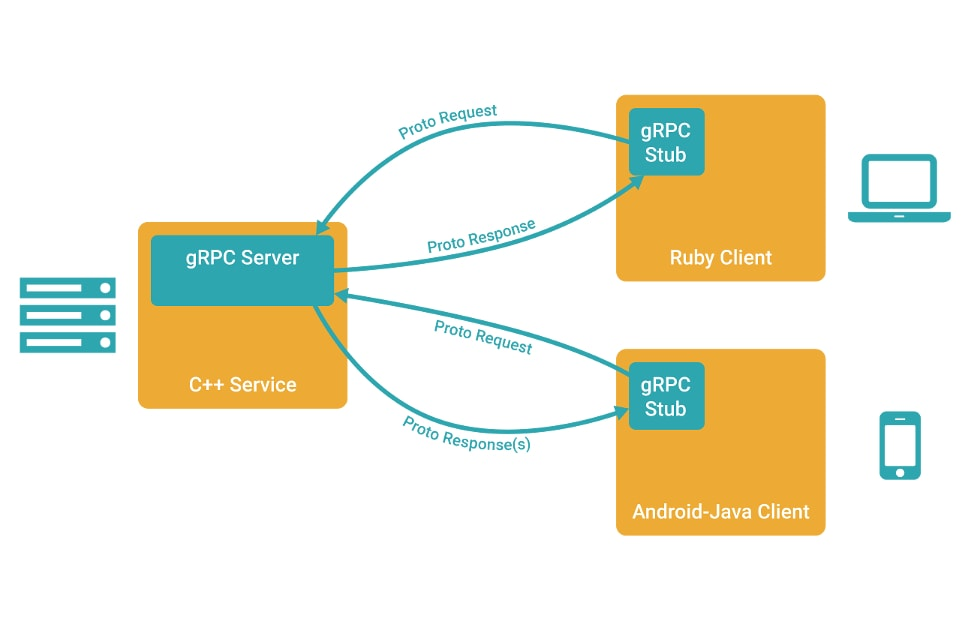 Proto Request
gRPC
Stub
Ruby Client
Proto Response
gRPC Server
C++ Service
Proto Request
gRPC
Stub
Android-Java Client
Proto Response(s)